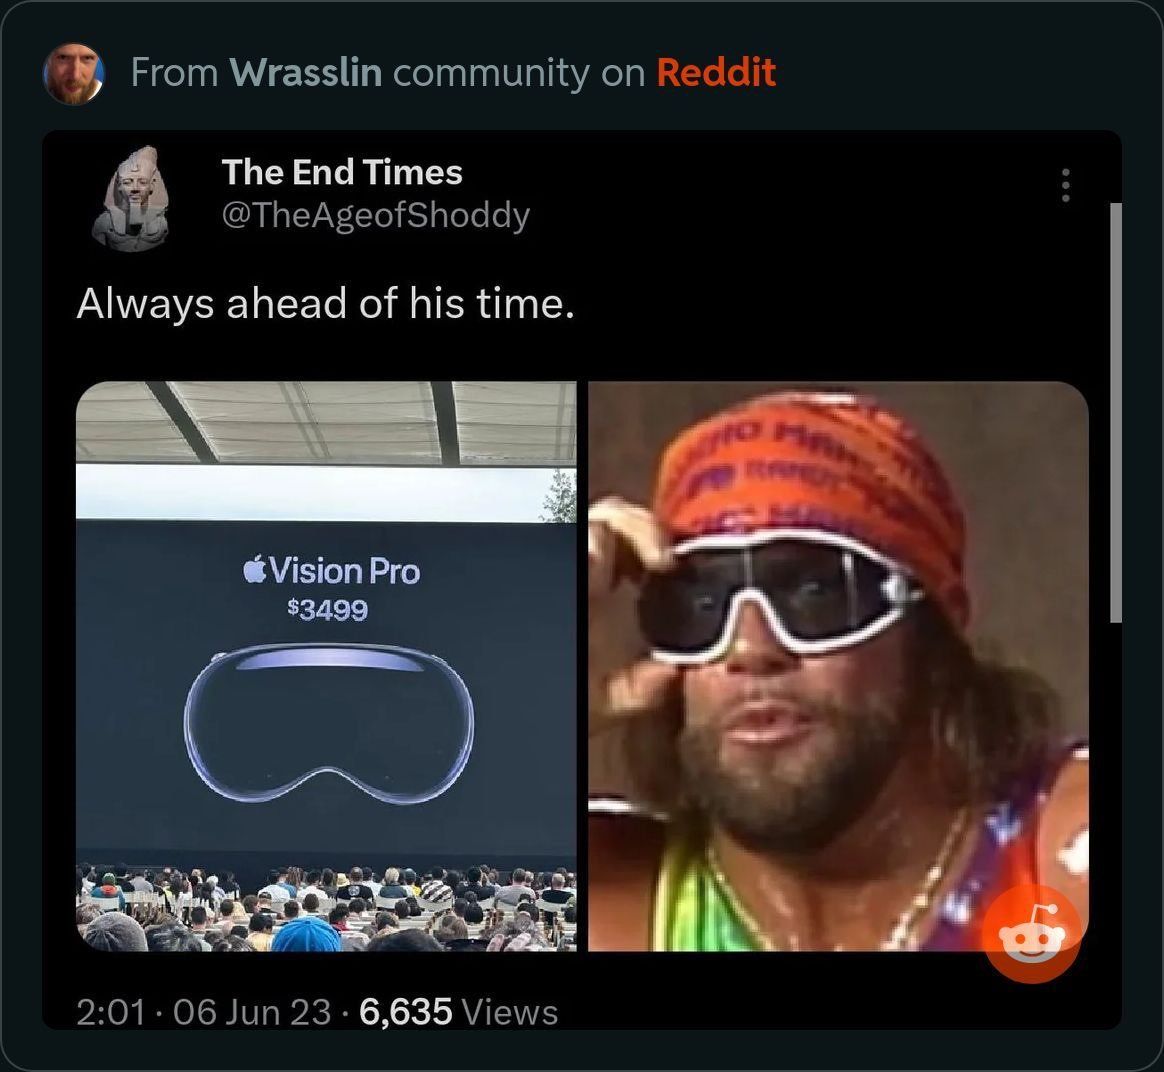 From Wrasslin community on Reddit
The End Times
@TheAgeofShoddy
Always ahead of his time.
Vision Pro
$3499
2:01 · 06 Jun 23 · 6,635 Views